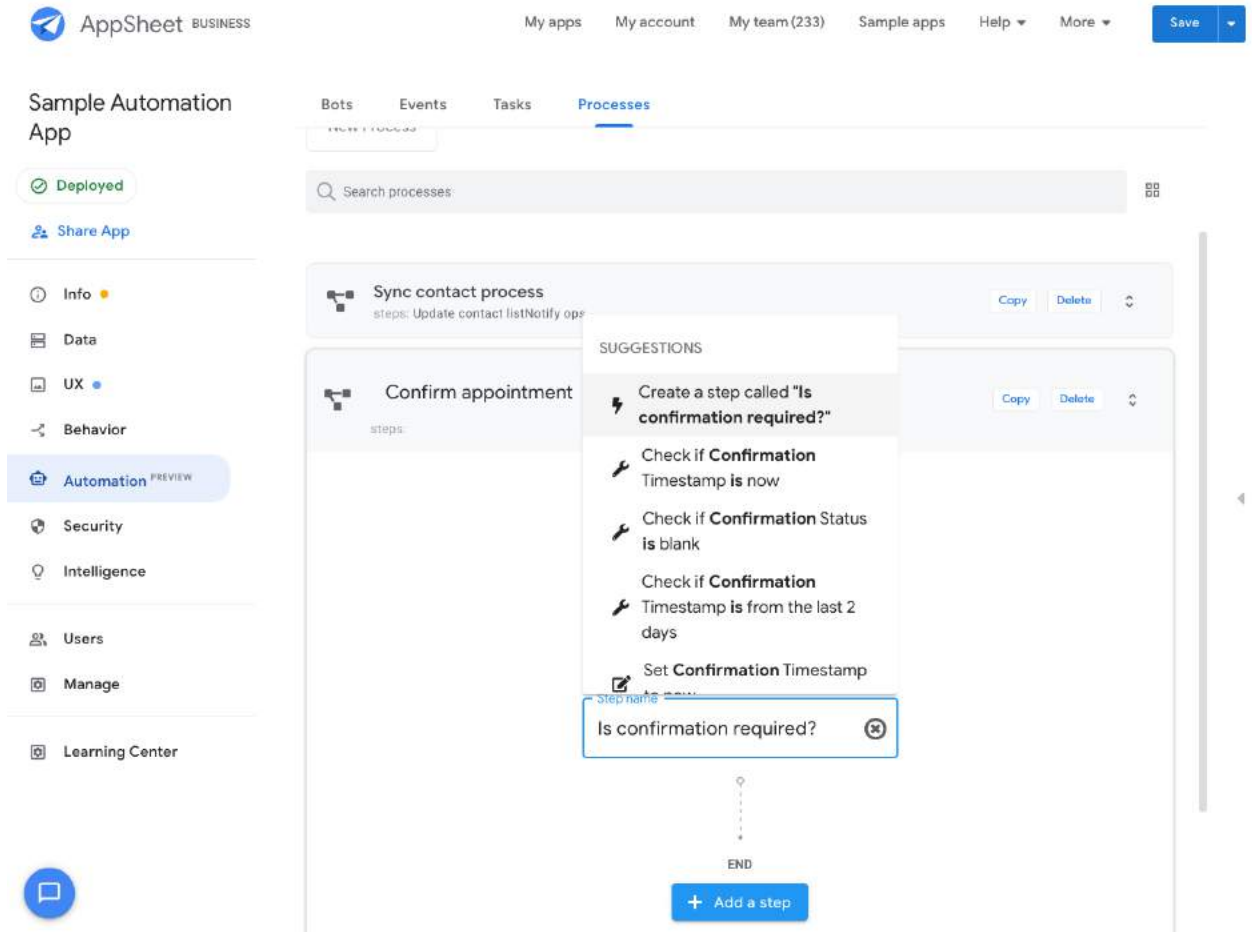 AppSheet BUSINESS
My apps My account My team (233) Sample apps Help More Save
Sample Automation
App
Deployed
Share App
Info
Data
UX
Behavior
Automation PREVIEW
Security
Intelligence
Users
Manage
Learning Center
Bots Events Tasks Processes
New Process
Search processes
Sync contact process
steps: Update contact listNotify ops
Copy Delete
Confirm appointment
steps:
Copy Delete
SUGGESTIONS
Create a step called "Is
confirmation required?"
Check if Confirmation
Timestamp is now
Check if Confirmation Status
is blank
Check if Confirmation
Timestamp is from the last 2
days
Set Confirmation Timestamp
to now
Step name
Is confirmation required?
END
+ Add a step